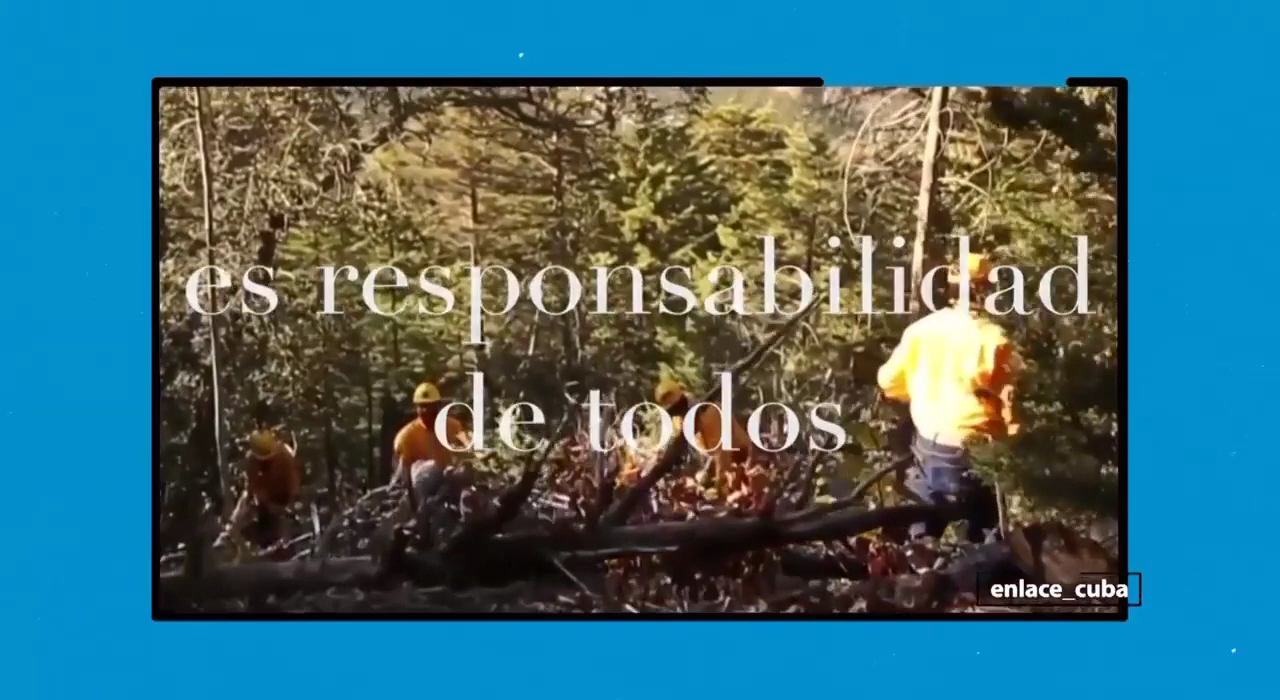 es responsabilidad
de todos
enlace_cuba